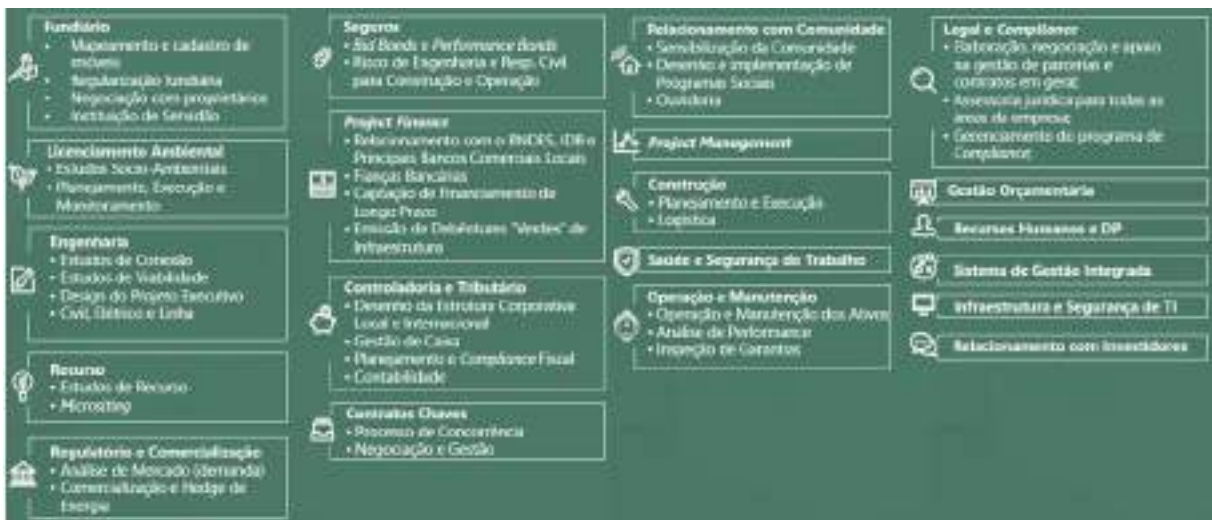 Fundiário
• Mapeamento e cadastro de
imóveis
• Regularização fundiária
• Negociação com proprietários
• Instituição de Servidão
Licenciamento Ambiental
• Estudos Socio-Ambientais
• Planejamento, Execução e
Monitoramento
Engenharia
• Estudos de Conexão
• Estudos de Viabilidade
• Design do Projeto Executivo
• Civil, Elétrico e Linha
Recurso
• Estudos de Recurso
• Micrositing
Regulatório e Comercialização
• Análise de Mercado (demanda)
• Comercialização e Hedge de
Energia
Seguros
• Bid Bonds e Performance Bonds
• Risco de Engenharia e Resp. Civil
para Construção e Operação
Project Finance
• Relacionamento com o BNDES, IDB e
Principais Bancos Comerciais Locais
• Fianças Bancárias
• Captação de Financiamento de
Longo Prazo
• Emissão de Debêntures "Verdes" de
Infraestrutura
Controladoria e Tributário
• Desenho da Estrutura Corporativa
Local e Internacional
• Gestão de Caixa
• Planejamento e Compliance Fiscal
• Contabilidade
Contratos Chaves
• Processo de Concorrência
• Negociação e Gestão
Relacionamento com Comunidade
• Sensibilização da Comunidade
• Desenho e implementação de
Programas Sociais
• Ouvidoria
Project Management
Construção
• Planejamento e Execução
• Logística
Saúde e Segurança do Trabalho
Operação e Manutenção
• Operação e Manutenção dos Ativos
• Análise de Performance
• Inspeção de Garantias
Legal e Compliance
• Elaboração, negociação e apoio
na gestão de parcerias e
contratos em geral;
• Assessoria jurídica para todas as
áreas da empresa;
• Gerenciamento do programa de
Compliance;
Gestão Orçamentária
Recursos Humanos e DP
Sistema de Gestão Integrada
Infraestrutura e Segurança de TI
Relacionamento com Investidores